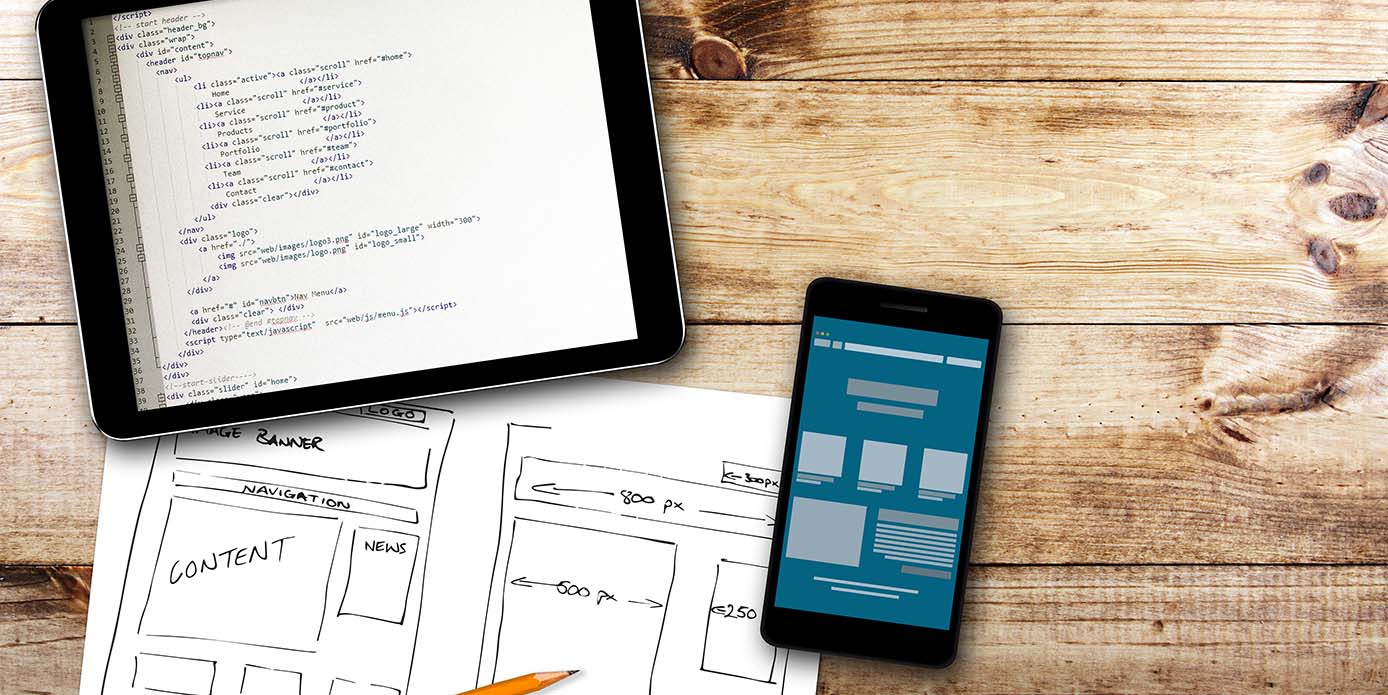 </script>
<!-- start header -->
<div class="header_bg">
<div class="wrap">
<div id="content">
<header id="topnav">
<nav>
<ul>
<li class="active"><a class="scroll" href="#home">
Home </a></li>
<li><a class="scroll" href="#service">
Service </a></li>
<li><a class="scroll" href="#product">
Products </a></li>
<li><a class="scroll" href="#portfolio">
Portfolio </a></li>
<li><a class="scroll" href="#team">
Team </a></li>
<li><a class="scroll" href="#contact">
Contact </a></li>
<div class="clear"></div>
</ul>
</nav>
<div class="logo">
<a href="./">
<img src="web/images/logo3.png" id="logo_large" width="300">
<img src="web/images/logo.png" id="logo_small">
</a>
</div>
<a href="#" id="navbtn">Nav Menu</a>
<div class="clear"> </div>
</header><!-- @end #topnav -->
<script type="text/javascript" src="web/js/menu.js"></script>
</div>
</div>
</div>
<!--start-slider---->
<div class="slider" id="home">
LOGO
BANNER
NAVIGATION
CONTENT
NEWS
300px
800 px
500 px
250